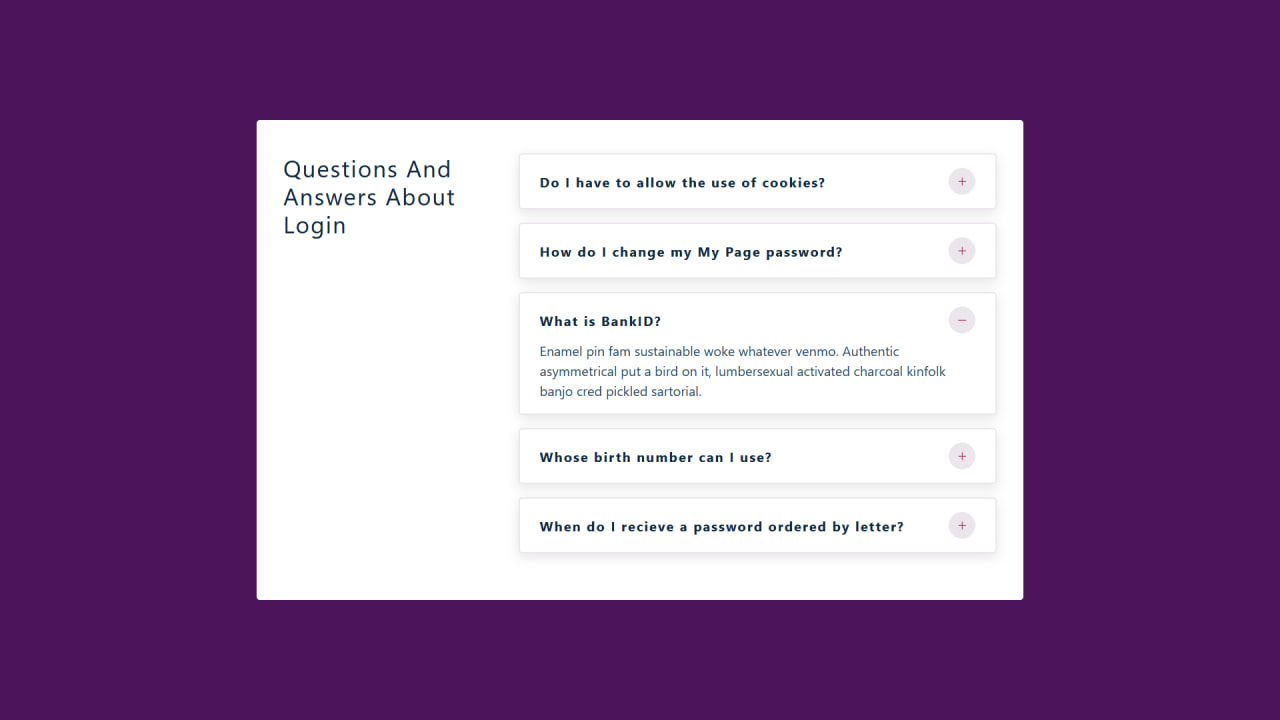 Questions And
Answers About
Login
Do I have to allow the use of cookies?
How do I change my My Page password?
What is BankID?
Enamel pin fam sustainable woke whatever venmo. Authentic
asymmetrical put a bird on it, lumbersexual activated charcoal kinfolk
banjo cred pickled sartorial.
Whose birth number can I use?
When do I recieve a password ordered by letter?